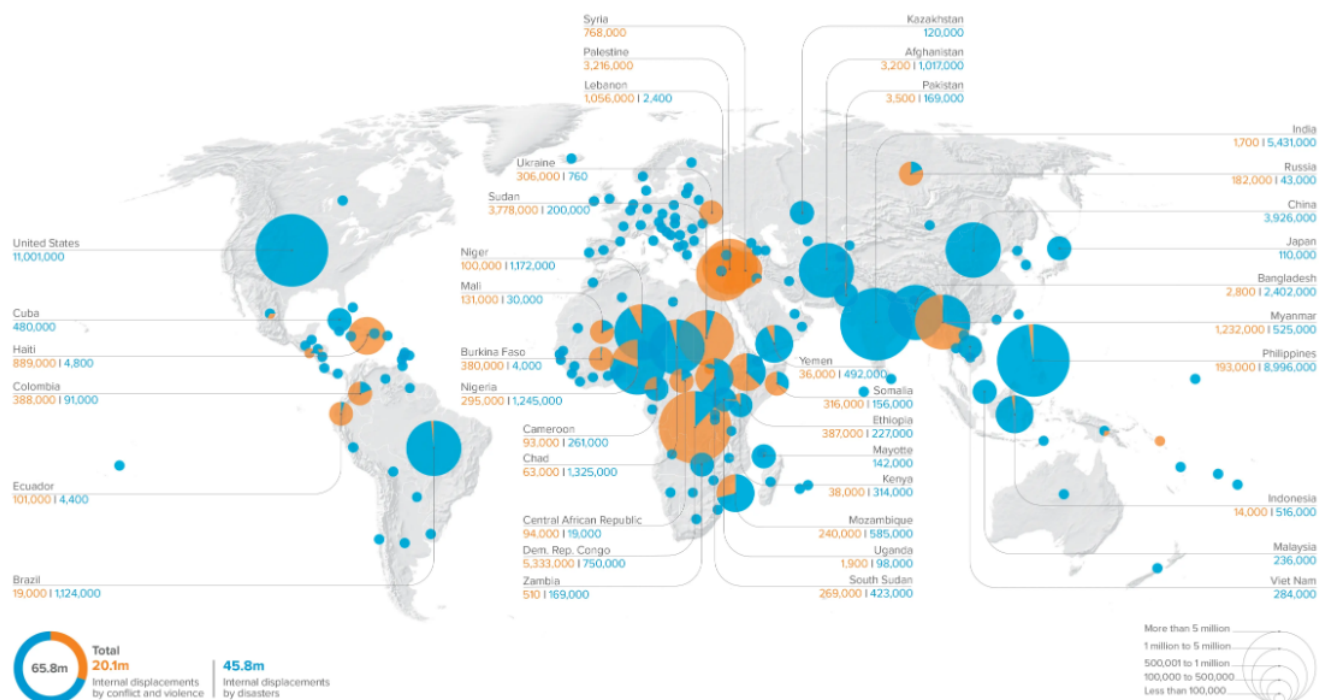 Syria
768,000
Palestine
3,216,000
Lebanon
1,056,000 | 2,400
Kazakhstan
120,000
Afghanistan
3,200 | 1,017,000
Pakistan
3,500 | 169,000
India
1,700 | 5,431,000
Russia
182,000 | 43,000
China
3,926,000
Japan
110,000
Bangladesh
2,800 | 2,402,000
Myanmar
1,232,000 | 525,000
Philippines
193,000 | 8,996,000
Ukraine
306,000 | 760
Sudan
3,778,000 | 200,000
Niger
100,000 | 1,172,000
Mali
131,000 | 30,000
Burkina Faso
380,000 | 4,000
Nigeria
295,000 | 1,245,000
Cameroon
93,000 | 261,000
Chad
63,000 | 1,325,000
Central African Republic
94,000 | 19,000
Dem. Rep. Congo
5,333,000 | 750,000
Zambia
510 | 169,000
United States
11,001,000
Cuba
480,000
Haiti
889,000 | 4,800
Colombia
388,000 | 91,000
Ecuador
101,000 | 4,400
Brazil
19,000 | 1,124,000
Yemen
36,000 | 492,000
Somalia
316,000 | 156,000
Ethiopia
387,000 | 227,000
Mayotte
142,000
Kenya
38,000 | 314,000
Mozambique
240,000 | 585,000
Uganda
1,900 | 98,000
South Sudan
269,000 | 423,000
Indonesia
14,000 | 516,000
Malaysia
236,000
Viet Nam
284,000
65.8m
Total
20.1m
Internal displacements
by conflict and violence
45.8m
Internal displacements
by disasters
More than 5 million
1 million to 5 million
500,001 to 1 million
100,000 to 500,000
Less than 100,000